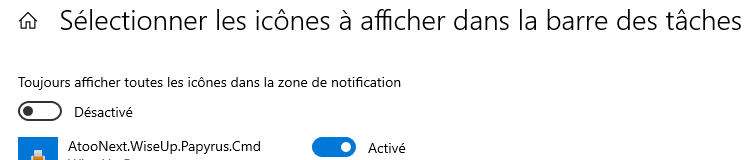 Sélectionner les icônes à afficher dans la barre des tâches
Toujours afficher toutes les icônes dans la zone de notification
Désactivé
AtooNext.WiseUp.Papyrus.Cmd
Activé